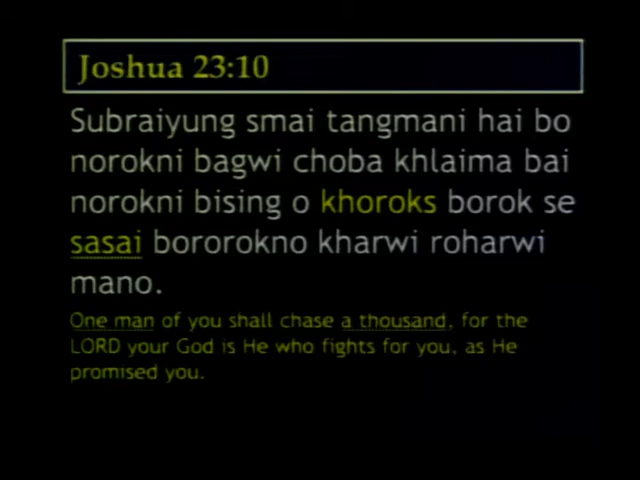 Joshua 23:10
Subraiyung smai tangmani hai bo
norokni bagwi choba khlaima bai
norokni bising o khoroks borok se
sasai bororokno kharwi roharwi
mano.
One man of you shall chase a thousand, for the
LORD your God is He who fights for you, as He
promised you.